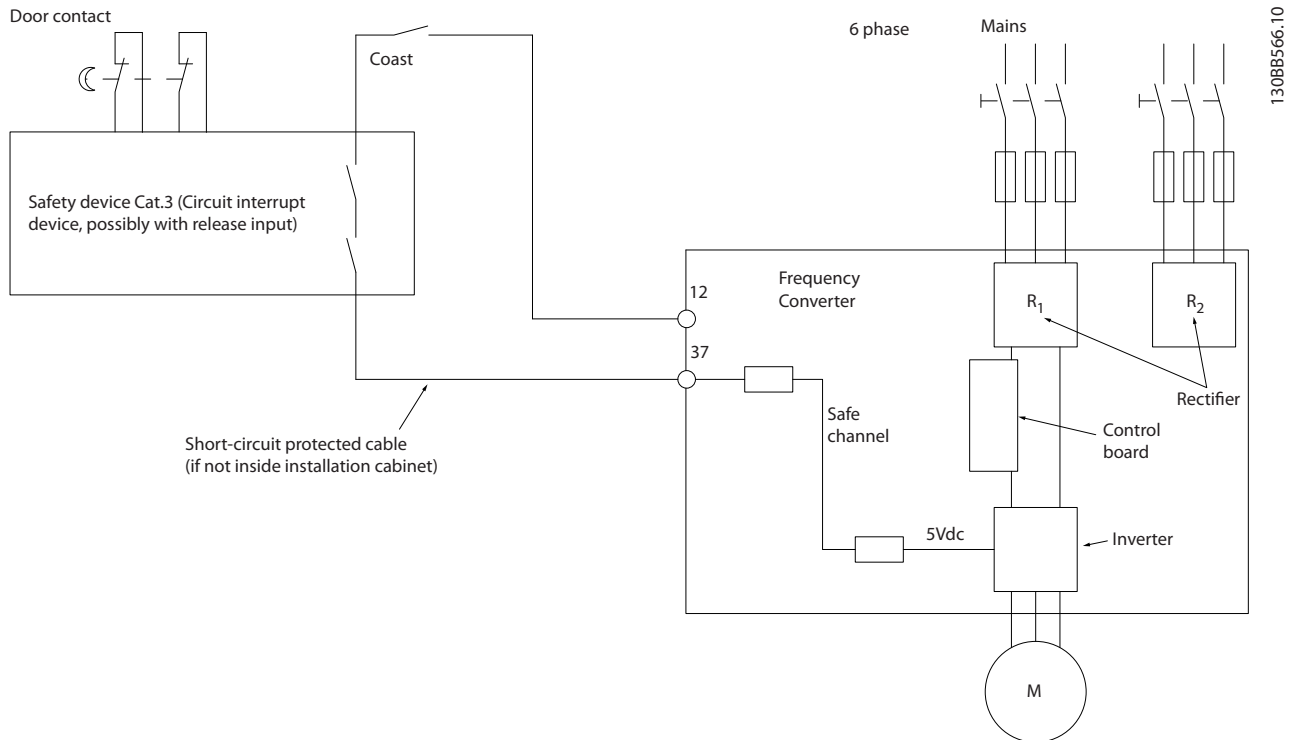 Door contact
Coast
6 phase
Mains
130BB566.10
Safety device Cat.3 (Circuit interrupt
device, possibly with release input)
12
Frequency
Converter
R1
R2
37
Rectifier
Safe
channel
Control
board
Short-circuit protected cable
(if not inside installation cabinet)
5Vdc
Inverter
M